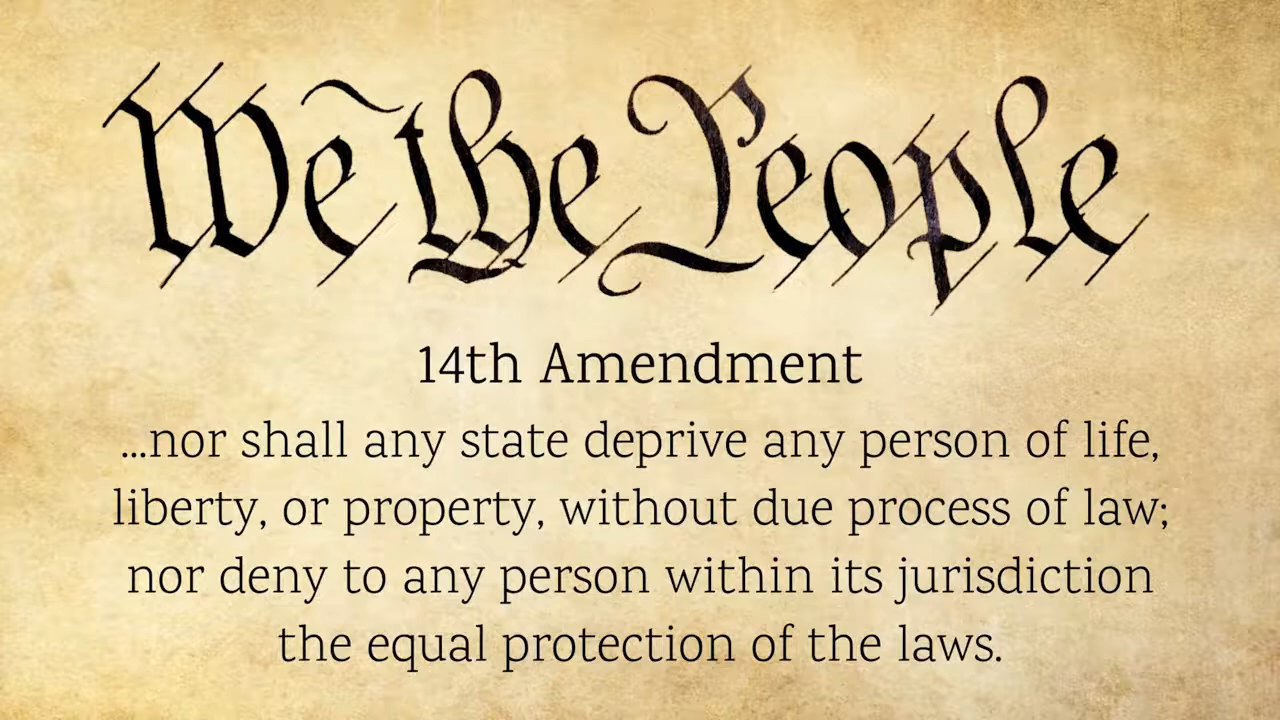 We the People
14th Amendment
...nor shall any state deprive any person of life,
liberty, or property, without due process of law;
nor deny to any person within its jurisdiction
the equal protection of the laws.